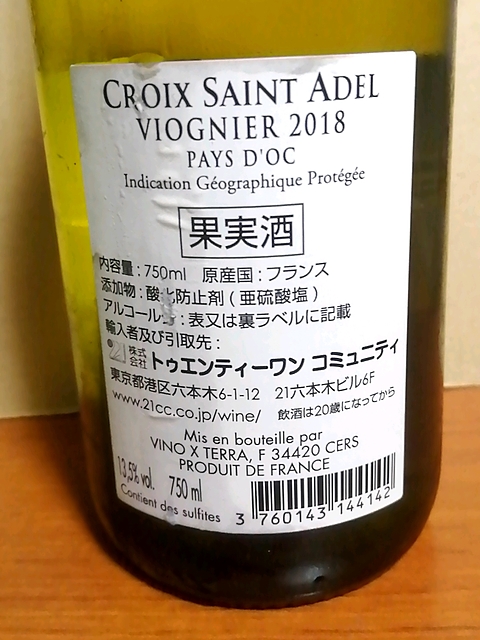 CROIX SAINT ADEL
VIOGNIER 2018
PAYS D'OC
Indication Géographique Protégée
果実酒
内容量：750ml 原産国：フランス
添加物：酸化防止剤（亜硫酸塩）
アルコール分：表又は裏ラベルに記載
輸入者及び引取先：
21 株式会社 トゥエンティーワン コミュニティ
東京都港区六本木6-1-12 21六本木ビル6F
www.21cc.co.jp/wine/ 飲酒は20歳になってから
Mis en bouteille par
VINO X TERRA, F 34420 CERS
PRODUIT DE FRANCE
13,5% vol. 750 ml
Contient des sulfites
3 760143 144142